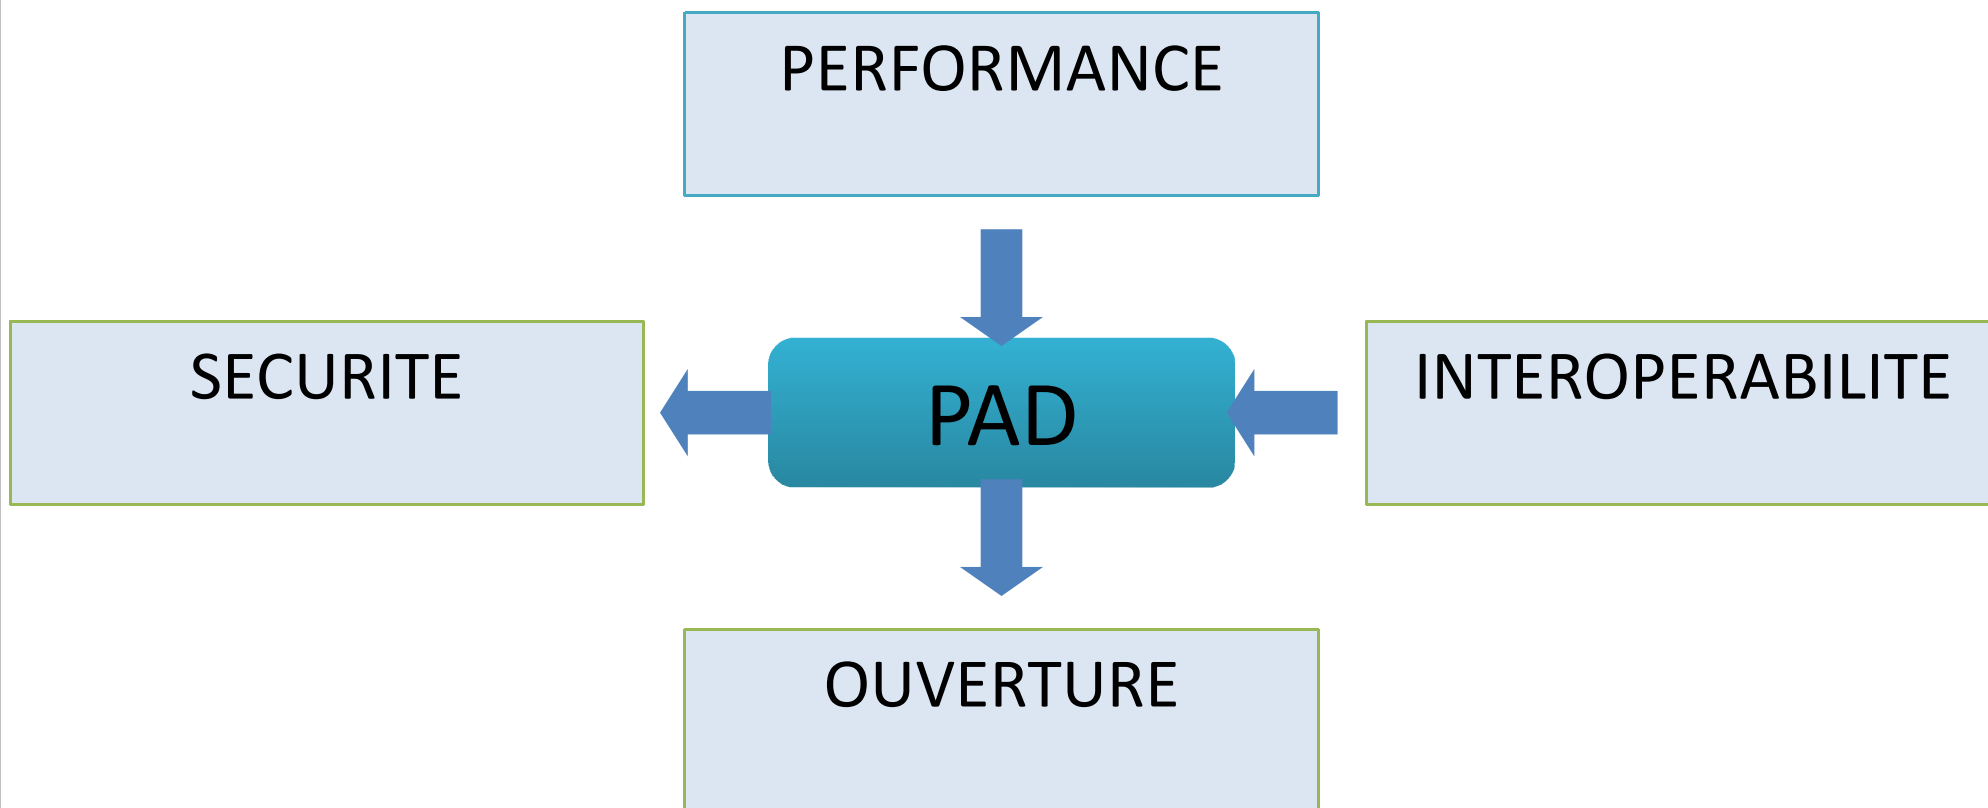 PERFORMANCE
SECURITE
PAD
INTEROPERABILITE
OUVERTURE